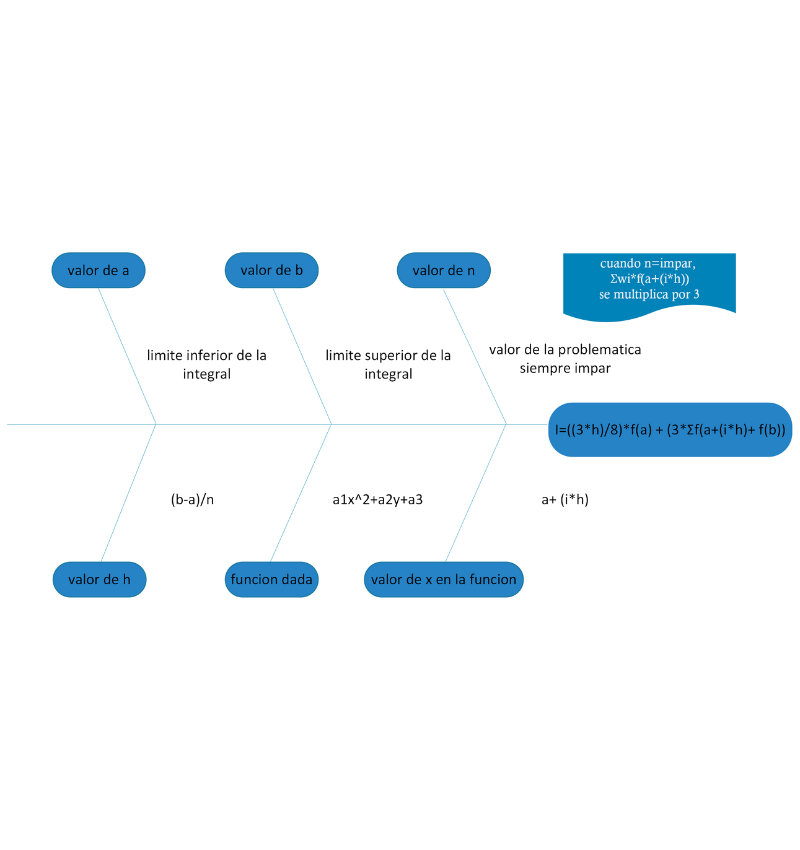 valor de a
valor de b
valor de n
cuando n=impar,
Σwi*f(a+(i*h))
se multiplica por 3
limite inferior de la
integral
limite superior de la
integral
valor de la problematica
siempre impar
I=((3*h)/8)*f(a) + (3*Σf(a+(i*h)+ f(b))
(b-a)/n
a1x^2+a2y+a3
a+ (i*h)
valor de h
funcion dada
valor de x en la funcion